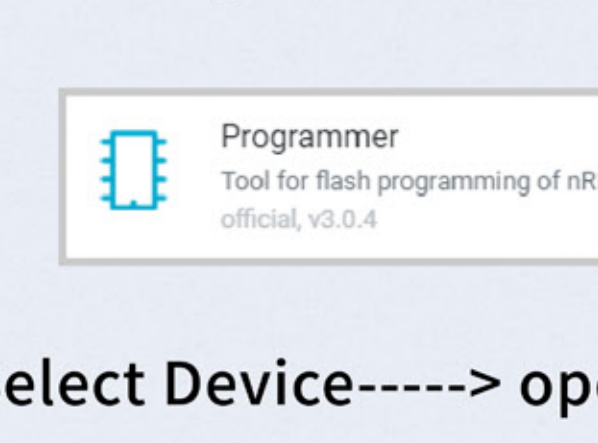 Programmer
Tool for flash programming of nR
official, v3.0.4
elect Device-----> op